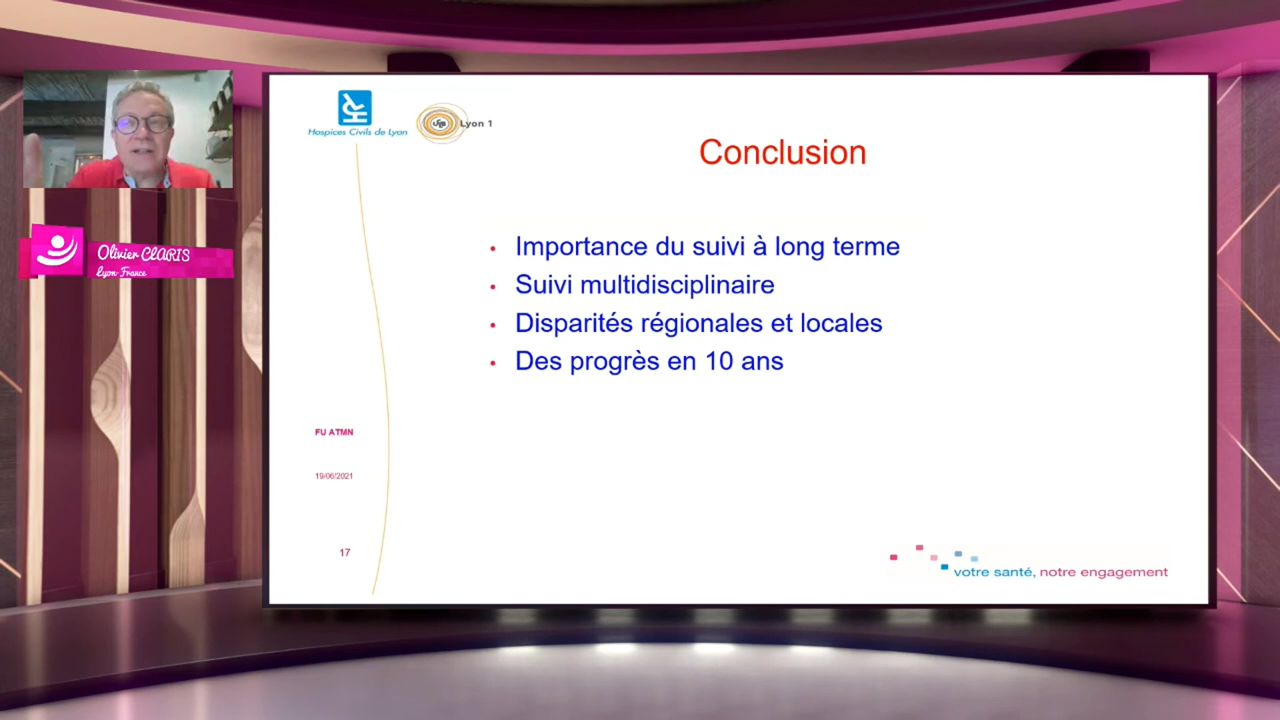 Hospices Civils de Lyon
Lyon 1
Conclusion
Olivier CLARIS
Lyon-France
• Importance du suivi à long terme
• Suivi multidisciplinaire
• Disparités régionales et locales
• Des progrès en 10 ans
FU ATMN
19/06/2021
17
votre santé, notre engagement